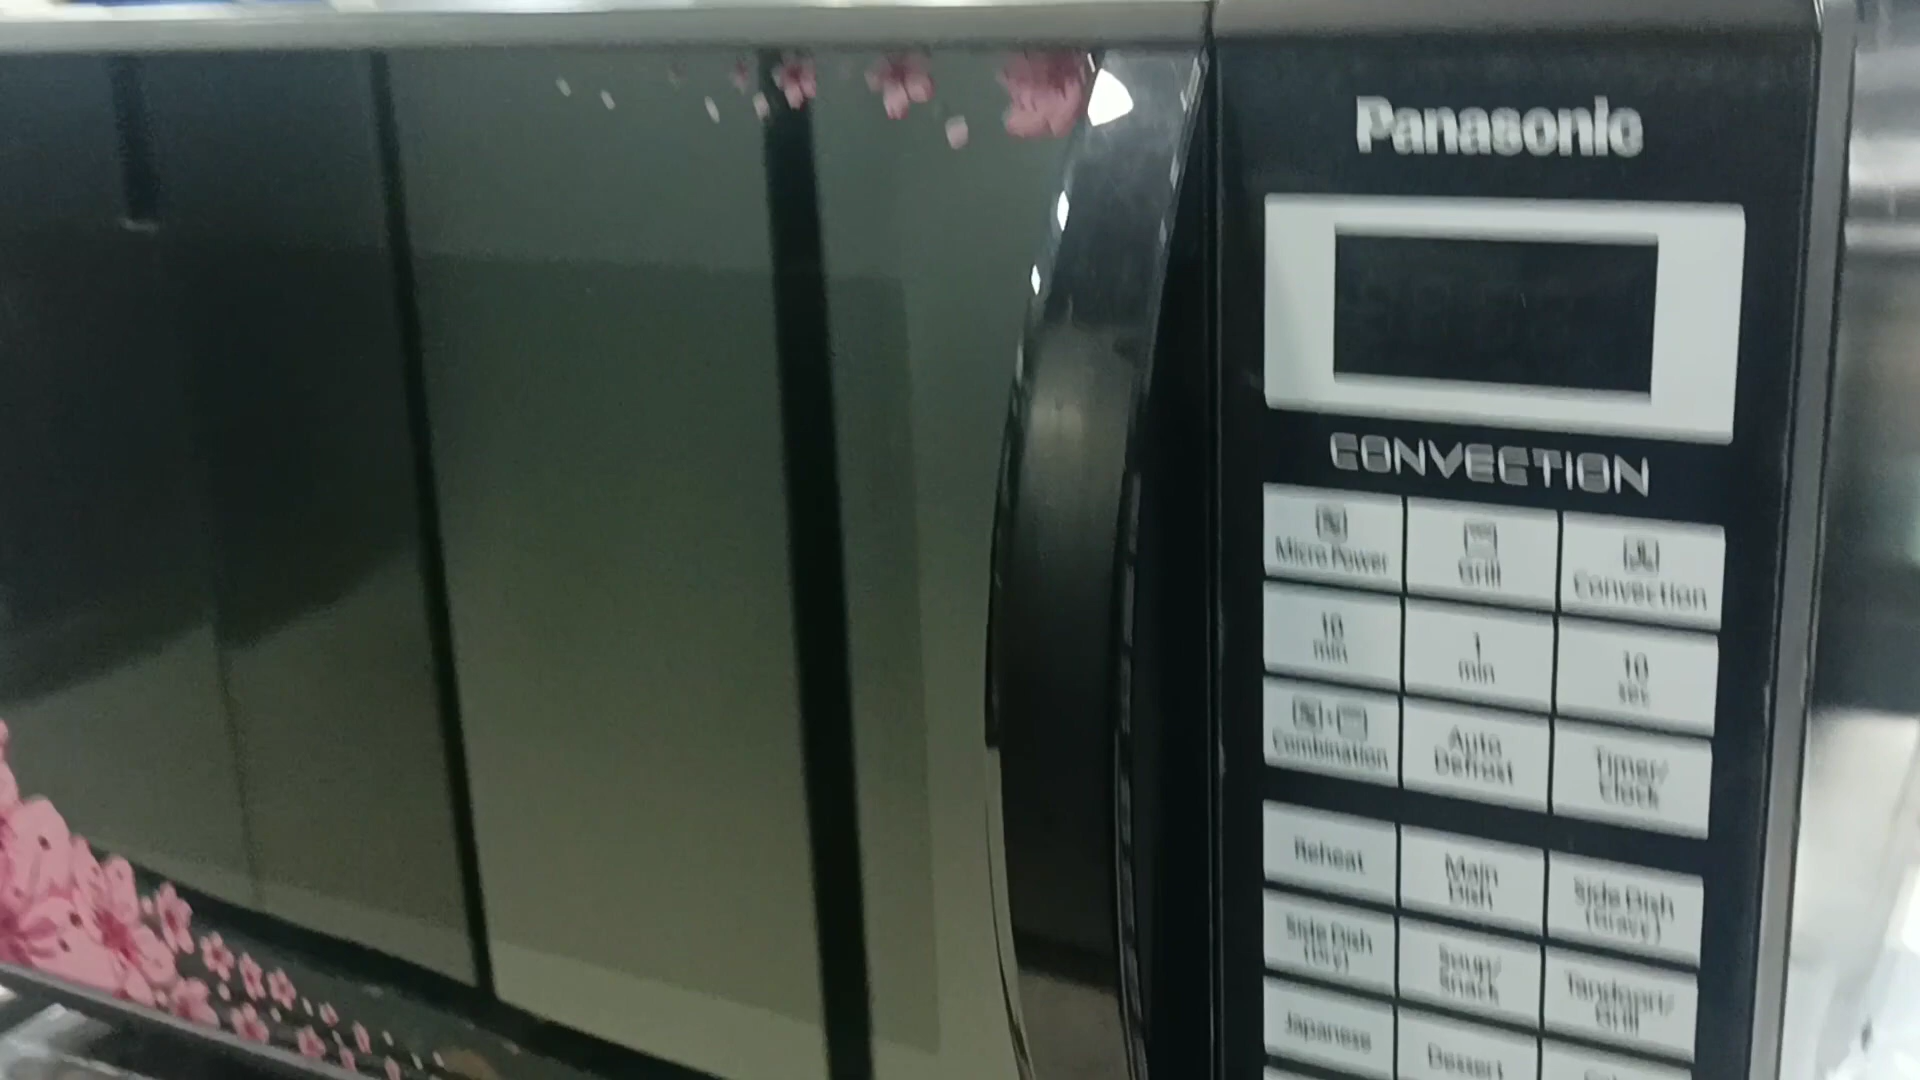 Panasonic
CONVECTION
Micro Power
Grill
Convection
10
min
1
min
10
sec
Combination
Auto
Defrost
Timer/
Clock
Reheat
Main
Dish
Side Dish
(Gravy)
Side Dish
(Dry)
Soup/
Snack
Tandoori/
Grill
Japanese
Dessert